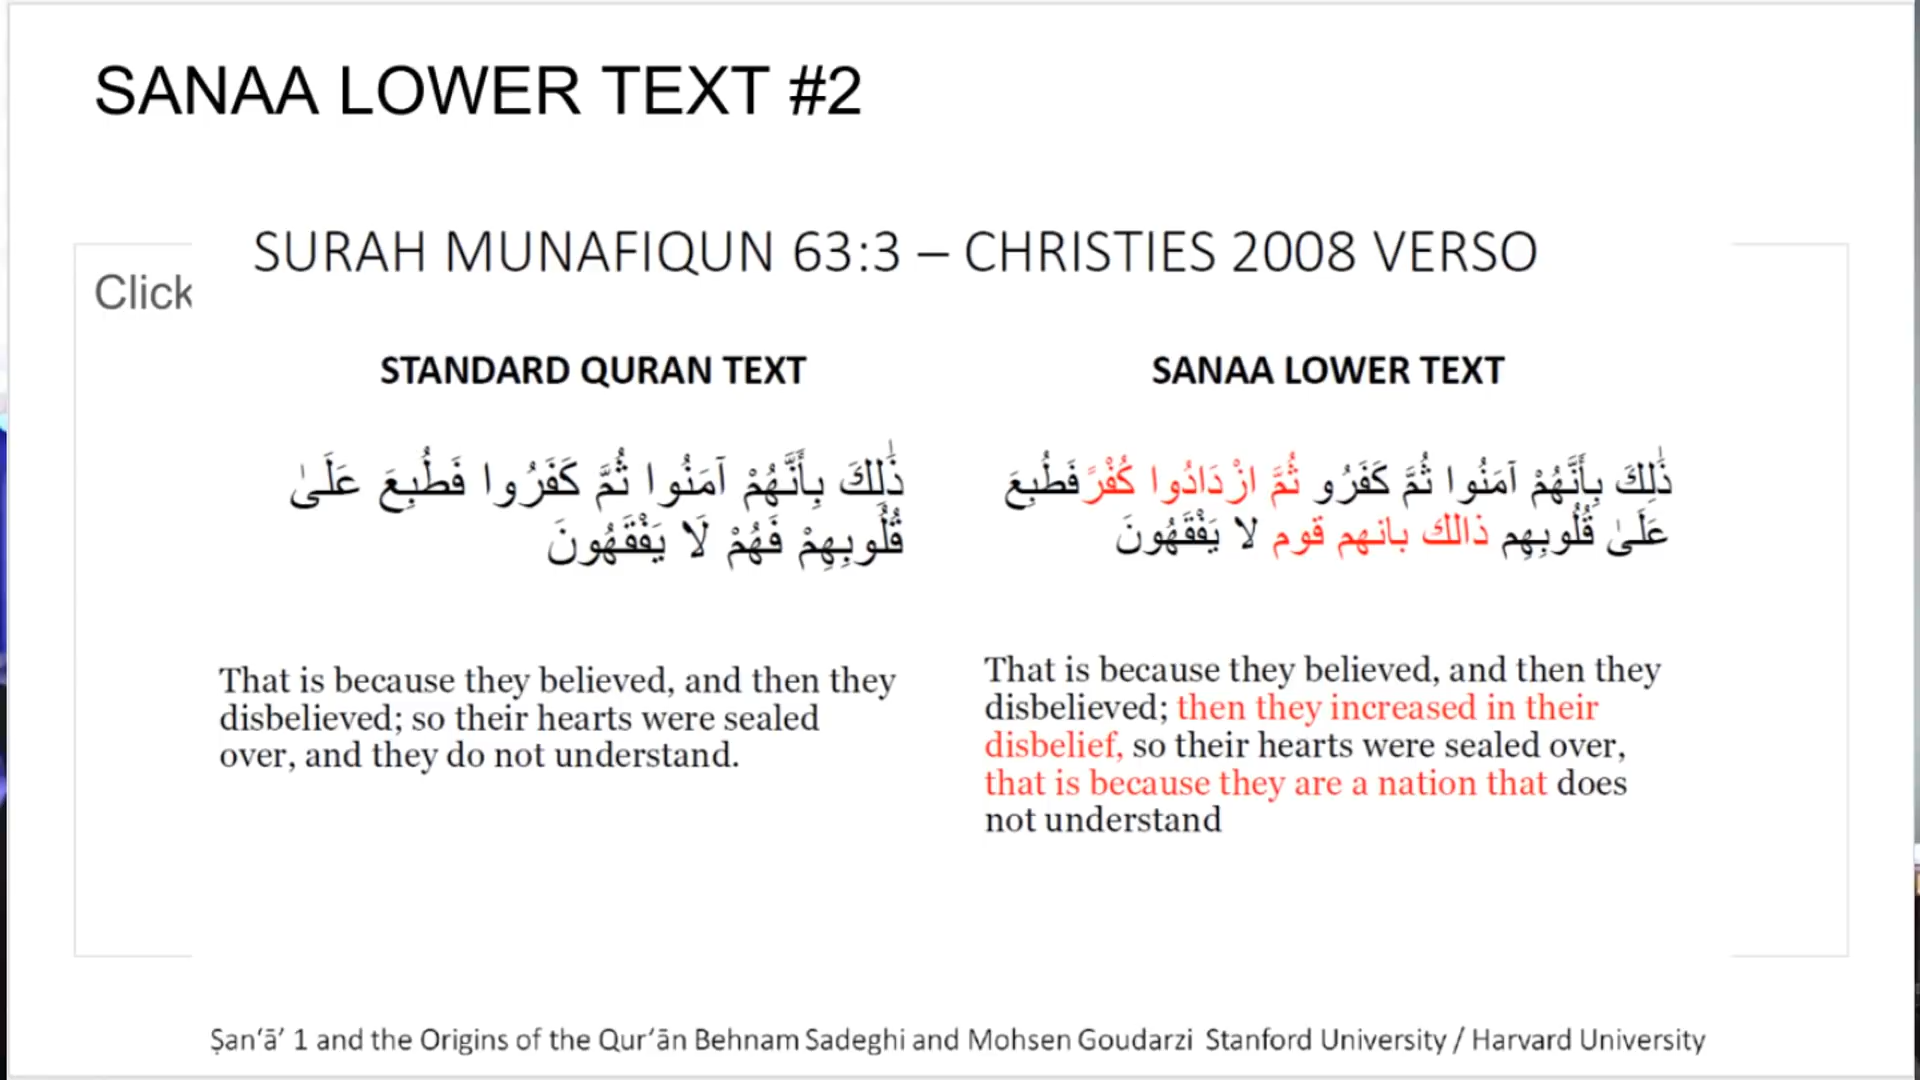 SANAA LOWER TEXT #2
SURAH MUNAFIQUN 63:3 – CHRISTIES 2008 VERSO
Click
STANDARD QURAN TEXT
ذَٰلِكَ بِأَنَّهُمْ آمَنُوا ثُمَّ كَفَرُوا فَطُبِعَ عَلَىٰ
قُلُوبِهِمْ فَهُمْ لَا يَفْقَهُونَ
That is because they believed, and then they
disbelieved; so their hearts were sealed
over, and they do not understand.
SANAA LOWER TEXT
ذَٰلِكَ بِأَنَّهُمْ آمَنُوا ثُمَّ كَفَرُو ثُمَّ ازْدَادُوا كُفْرً فَطُبِعَ
عَلَىٰ قُلُوبِهِم ذالك بانهم قوم لا يَفْقَهُونَ
That is because they believed, and then they
disbelieved; then they increased in their
disbelief, so their hearts were sealed over,
that is because they are a nation that does
not understand
Ṣan‘ā’ 1 and the Origins of the Qur’ān Behnam Sadeghi and Mohsen Goudarzi Stanford University / Harvard University